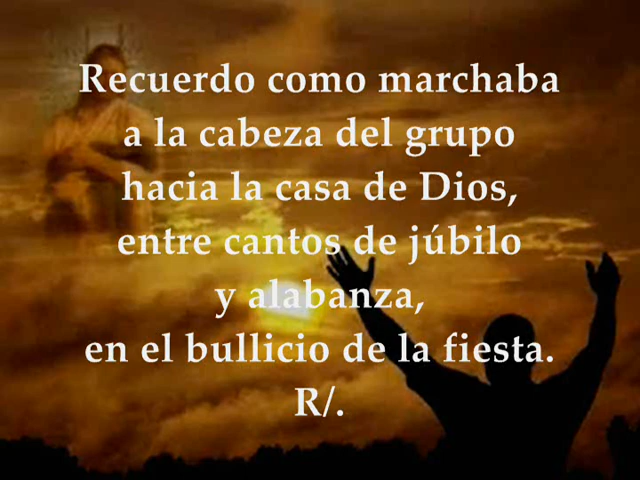 Recuerdo como marchaba
a la cabeza del grupo
hacia la casa de Dios,
entre cantos de júbilo
y alabanza,
en el bullicio de la fiesta.
R/.